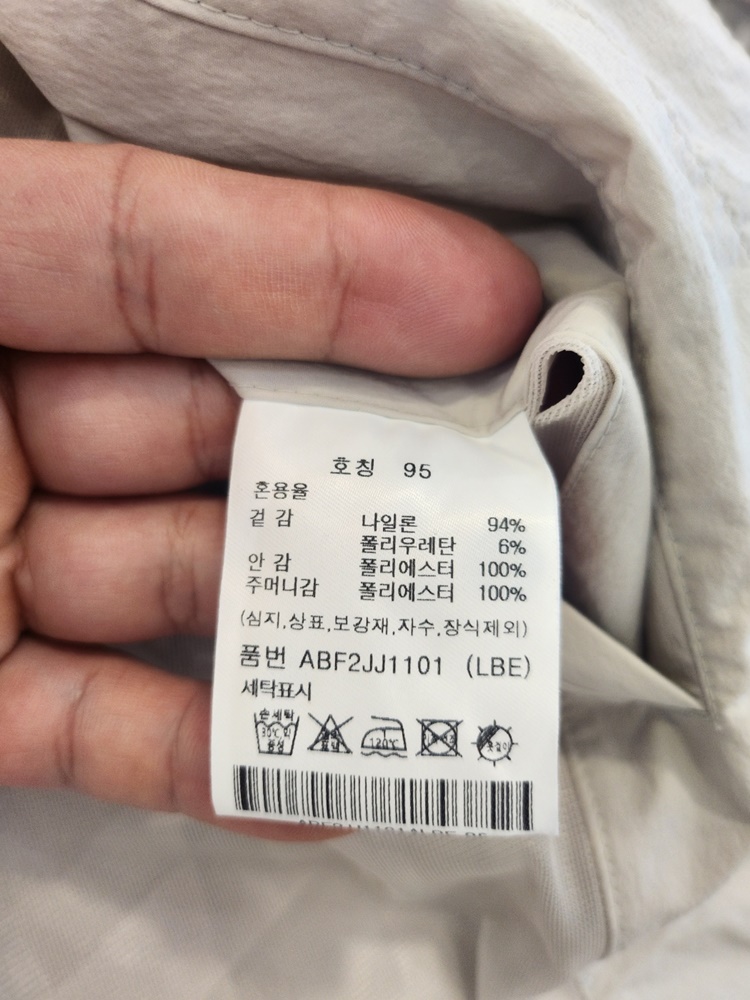 호칭 95
혼용율
겉 감 나일론 94%
폴리우레탄 6%
안 감 폴리에스터 100%
주머니감 폴리에스터 100%
(심지,상표,보강재,자수,장식제외)
품번 ABF2JJ1101 (LBE)
세탁표시
손세탁
30℃ 120℃
중성